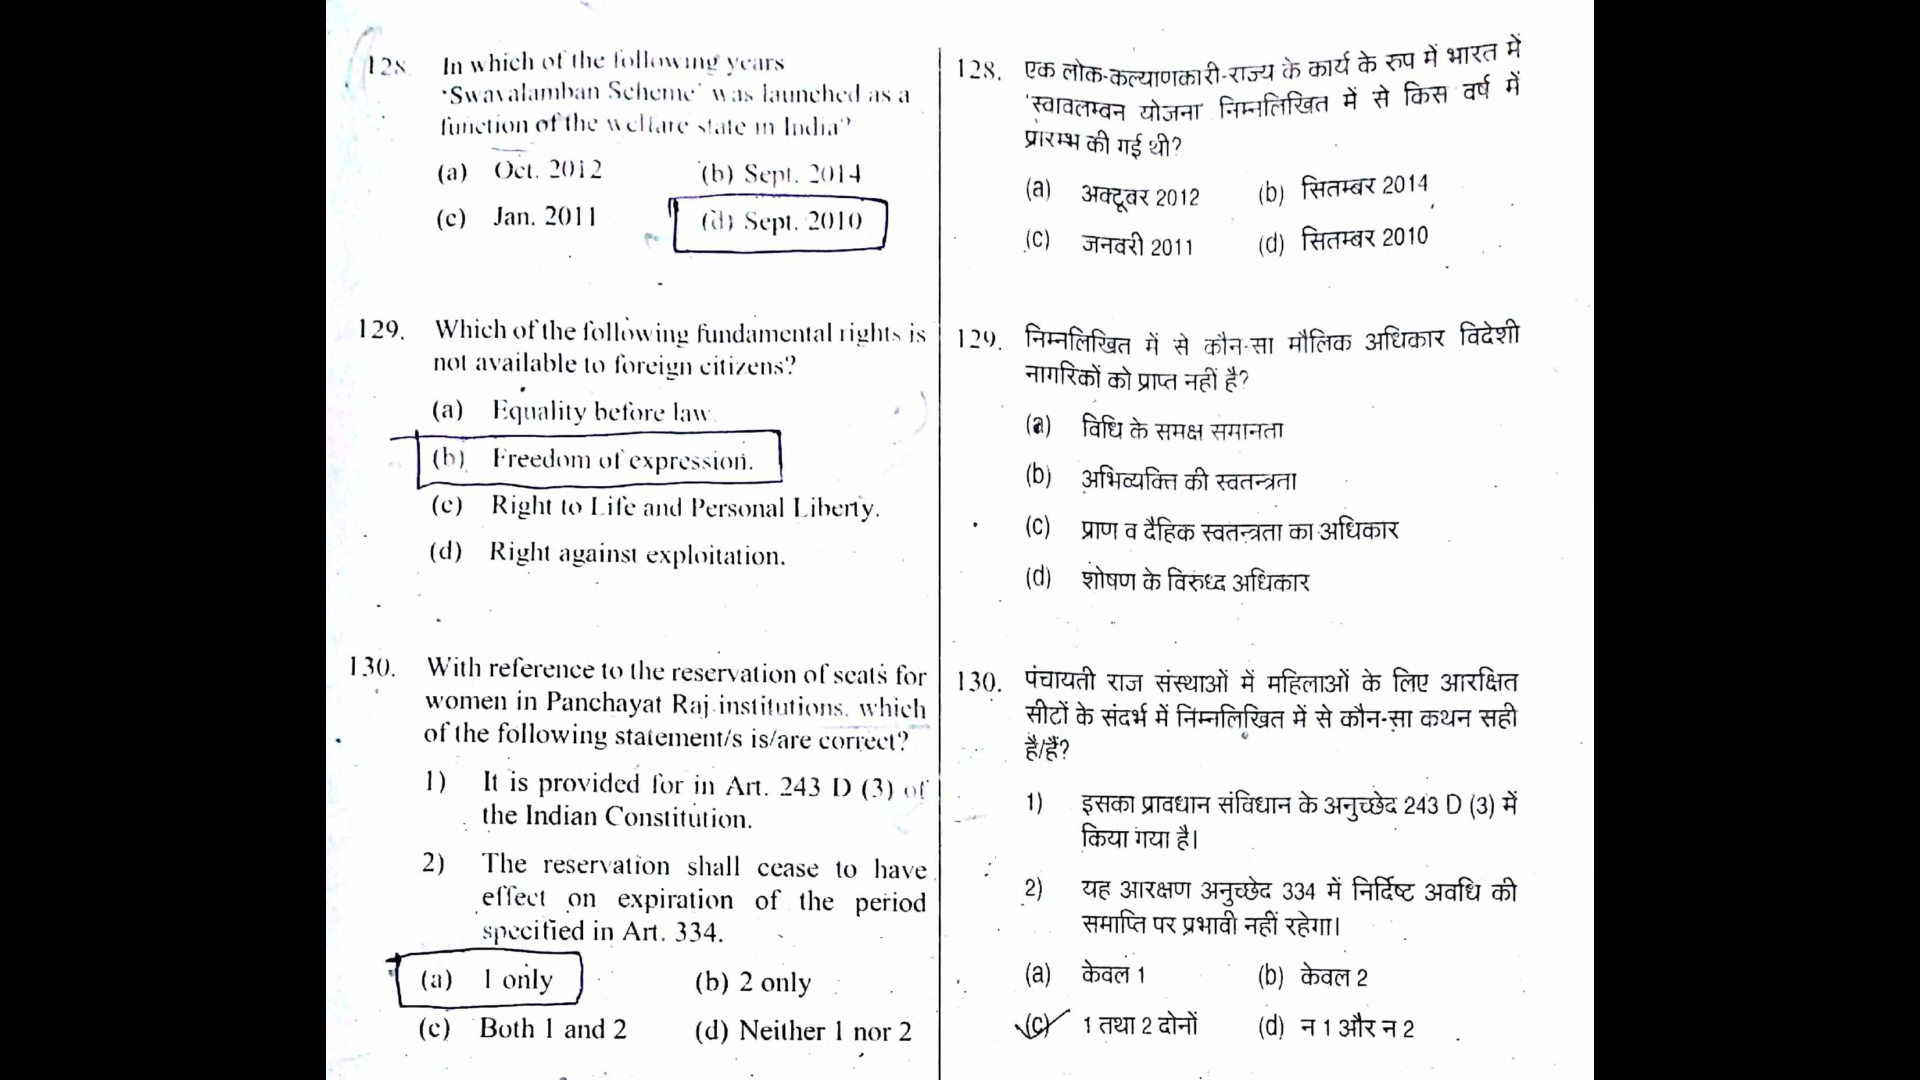 128. In which of the following years
'Swavalamban Scheme' was launched as a
function of the welfare state in India?
(a) Oct. 2012 (b) Sept. 2014
(c) Jan. 2011 (d) Sept. 2010
129. Which of the following fundamental rights is
not available to foreign citizens?
(a) Equality before law
(b) Freedom of expression.
(c) Right to Life and Personal Liberty.
(d) Right against exploitation.
130. With reference to the reservation of seats for
women in Panchayat Raj institutions, which
of the following statement/s is/are correct?
1) It is provided for in Art. 243 D (3) of
the Indian Constitution.
2) The reservation shall cease to have
effect on expiration of the period
specified in Art. 334.
(a) 1 only (b) 2 only
(c) Both 1 and 2 (d) Neither 1 nor 2
128. एक लोक-कल्याणकारी-राज्य के कार्य के रुप में भारत में
'स्वावलम्बन योजना' निम्नलिखित में से किस वर्ष में
प्रारम्भ की गई थी?
(a) अक्टूबर 2012 (b) सितम्बर 2014
(c) जनवरी 2011 (d) सितम्बर 2010
129. निम्नलिखित में से कौन-सा मौलिक अधिकार विदेशी
नागरिकों को प्राप्त नहीं है?
(a) विधि के समक्ष समानता
(b) अभिव्यक्ति की स्वतन्त्रता
(c) प्राण व दैहिक स्वतन्त्रता का अधिकार
(d) शोषण के विरुध्द अधिकार
130. पंचायती राज संस्थाओं में महिलाओं के लिए आरक्षित
सीटों के संदर्भ में निम्नलिखित में से कौन-सा कथन सही
है/हैं?
1) इसका प्रावधान संविधान के अनुच्छेद 243 D (3) में
किया गया है।
2) यह आरक्षण अनुच्छेद 334 में निर्दिष्ट अवधि की
समाप्ति पर प्रभावी नहीं रहेगा।
(a) केवल 1 (b) केवल 2
(c) 1 तथा 2 दोनों (d) न 1 और न 2